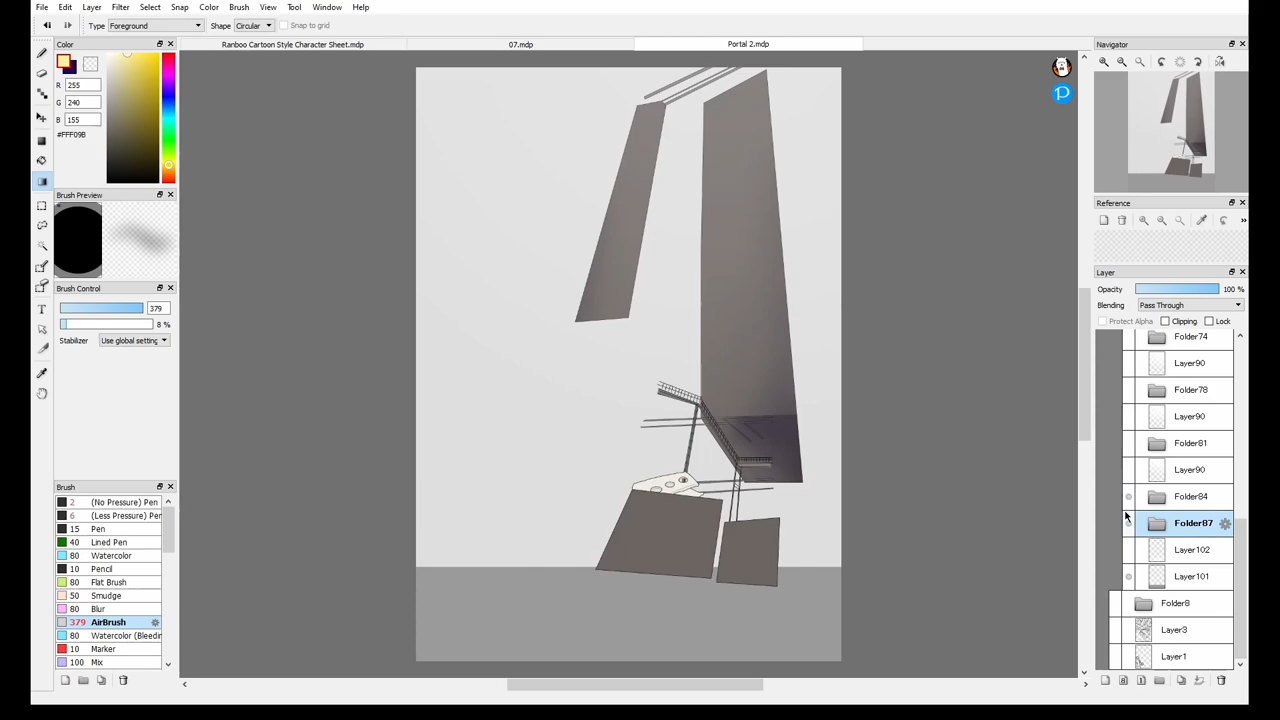 File Edit Layer Filter Select Snap Color Brush View Tool Window Help
Type Foreground Shape Circular Snap to grid
Color
Ranboo Cartoon Style Character Sheet.mdp 07.mdp Portal 2.mdp
Navigator
R 255
G 240
B 155
#FFF09B
Brush Preview
Reference
Brush Control
Layer
379
Opacity 100 %
8 %
Blending Pass Through
Protect Alpha Clipping Lock
Stabilizer Use global setting
Folder74
Layer90
Folder78
Layer90
Folder81
Layer90
Folder84
Folder87
Layer102
Layer101
Folder8
Layer3
Layer1
Brush
2 (No Pressure) Pen
6 (Less Pressure) Pen
15 Pen
40 Lined Pen
80 Watercolor
10 Pencil
80 Flat Brush
50 Smudge
80 Blur
379 AirBrush
80 Watercolor (Bleedin
10 Marker
100 Mix